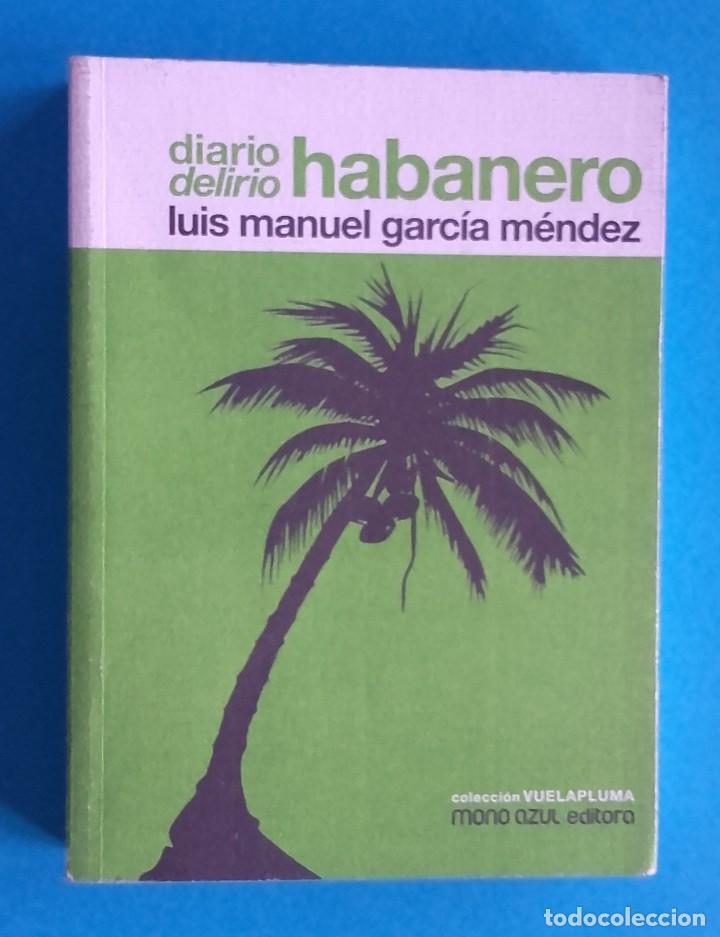 diario
delirio habanero
luis manuel garcía méndez
colección VUELAPLUMA
mono azul editora
todocoleccion